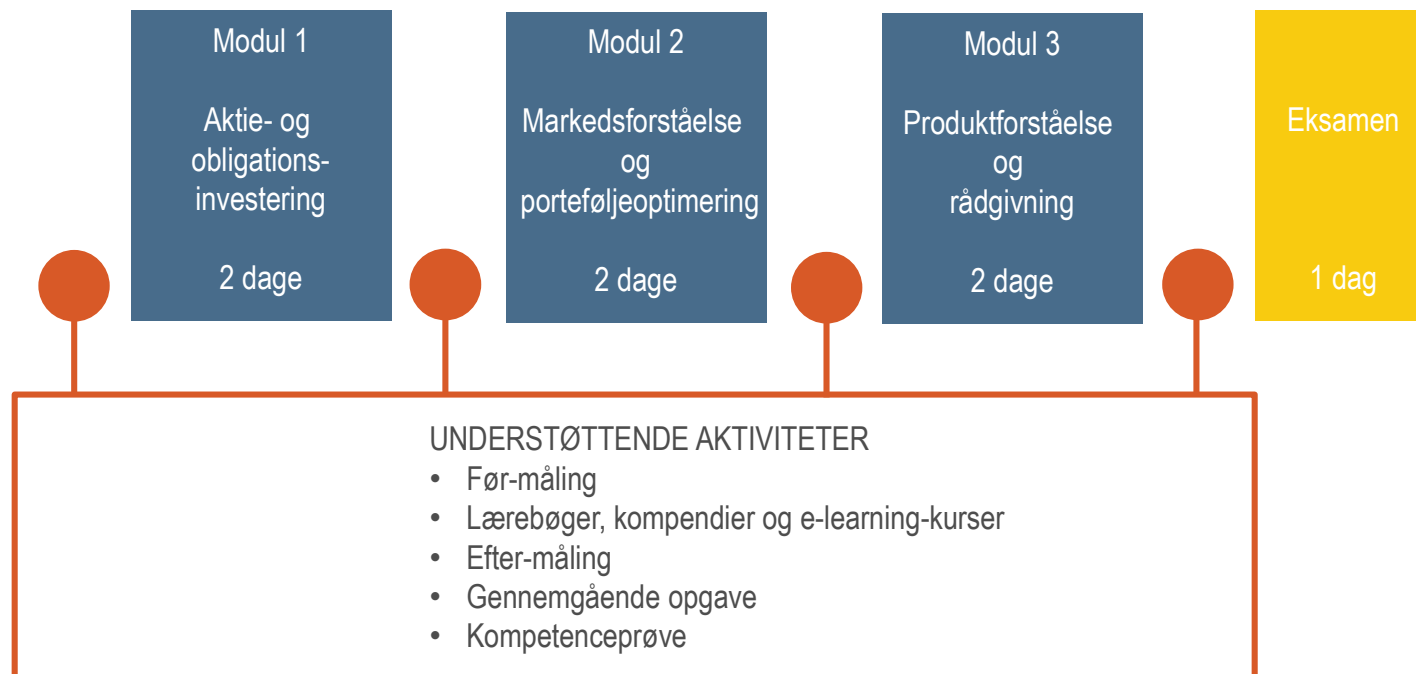 Modul 1
Aktie- og
obligations-
investering
2 dage
Modul 2
Markedsforståelse
og
porteføljeoptimering
2 dage
Modul 3
Produktforståelse
og
rådgivning
2 dage
Eksamen
1 dag
UNDERSTØTTENDE AKTIVITETER
• Før-måling
• Lærebøger, kompendier og e-learning-kurser
• Efter-måling
• Gennemgående opgave
• Kompetenceprøve